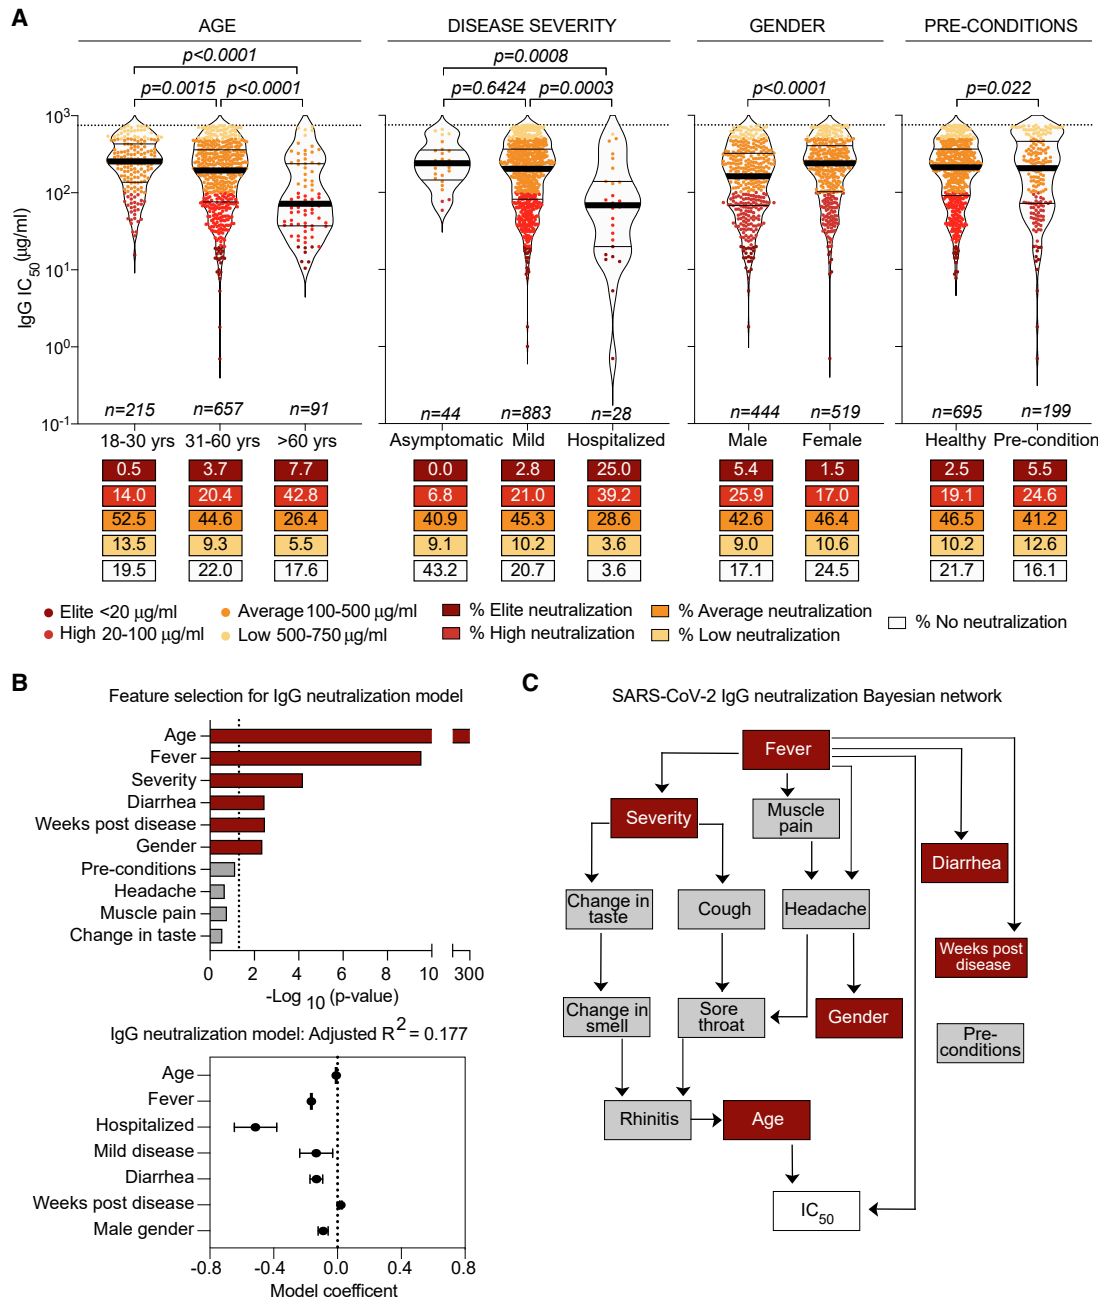 A
AGE
DISEASE SEVERITY
GENDER
PRE-CONDITIONS
p<0.0001
p=0.0015
<0.0001
p=0.0008
p=0.6424
p=0.0003
p<0.0001
p=0.022
IgG IC50(μg/ml)
10^3
10^2
10^1
10^0
10^-1
n=215
n=657
n=91
n=44
n=883
n=28
n=444
n=519
n=695
n=199
18-30 yrs
31-60 yrs
>60 yrs
Asymptomatic
Mild
Hospitalized
Male
Female
Healthy
Pre-condition
0.5 3.7 7.7 0.0 2.8 25.0 5.4 1.5 2.5 5.5
14.0 20.4 42.8 6.8 21.0 39.2 25.9 17.0 19.1 24.6
52.5 44.6 26.4 40.9 45.3 28.6 42.6 46.4 46.5 41.2
13.5 9.3 5.5 9.1 10.2 3.6 9.0 10.6 10.2 12.6
19.5 22.0 17.6 43.2 20.7 3.6 17.1 24.5 21.7 16.1
Elite <20 μg/ml
High 20-100 μg/ml
Average 100-500 μg/ml
Low 500-750 μg/ml
% Elite neutralization
% High neutralization
% Average neutralization
% Low neutralization
% No neutralization
B
Feature selection for IgG neutralization model
Age
Fever
Severity
Diarrhea
Weeks post disease
Gender
Pre-conditions
Headache
Muscle pain
Change in taste
0 2 4 6 8 10 300
-Log 10 (p-value)
IgG neutralization model: Adjusted R2 = 0.177
Age
Fever
Hospitalized
Mild disease
Diarrhea
Weeks post disease
Male gender
-0.8 -0.4 0.0 0.4 0.8
Model coefficent
C
SARS-CoV-2 IgG neutralization Bayesian network
Fever
Severity
Muscle
pain
Diarrhea
Change in
taste
Cough
Headache
Weeks post
disease
Change in
smell
Sore
throat
Gender
Pre-
conditions
Rhinitis
Age
IC50